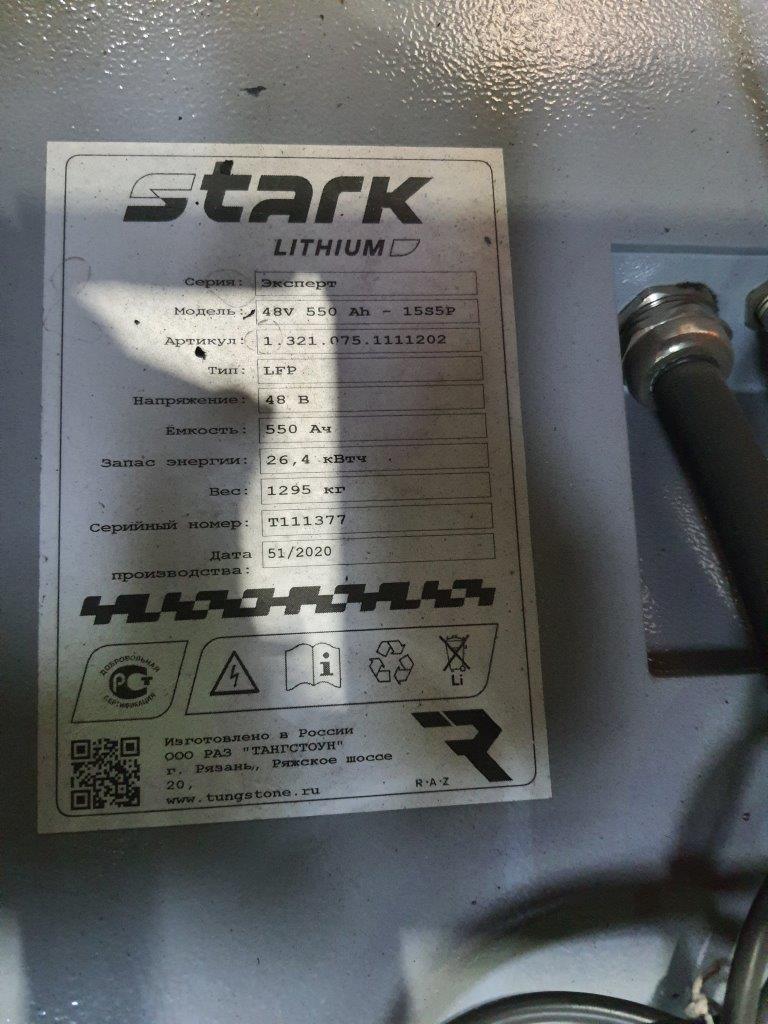 stark
LITHIUM
Серия: Эксперт
Модель: 48V 550 Ah - 15S5P
Артикул: 1.321.075.1111202
Тип: LFP
Напряжение: 48 В
Ёмкость: 550 Ач
Запас энергии: 26,4 кВтч
Вес: 1295 кг
Серийный номер: T111377
Дата производства: 51/2020
ДОБРОВОЛЬНАЯ
РСТ
СЕРТИФИКАЦИЯ
i
Li
Изготовлено в России
ООО РАЗ "ТАНГСТОУН"
г. Рязань, Ряжское шоссе
20,
www.tungstone.ru
R·A·Z